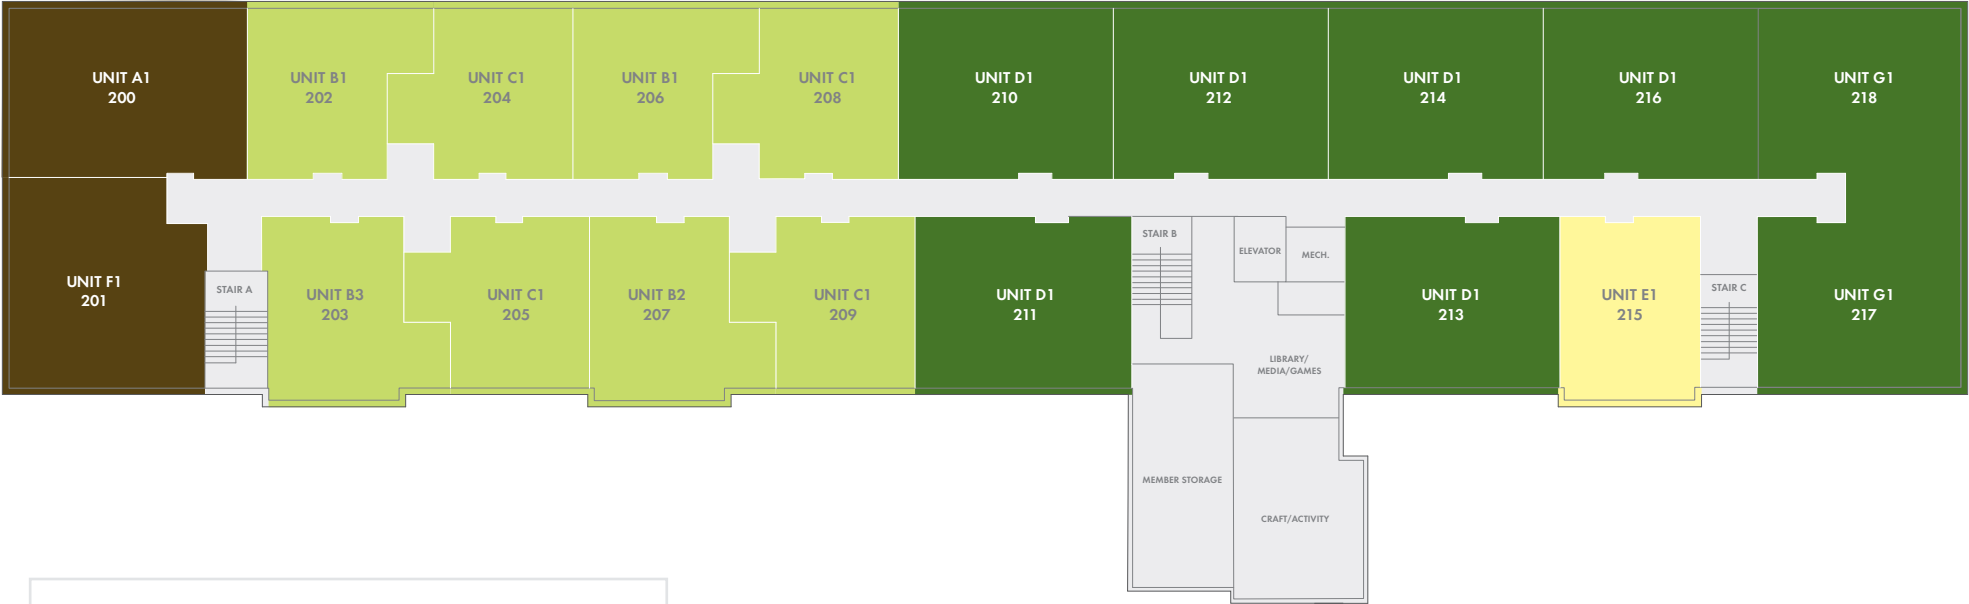 UNIT A1
200
UNIT B1
202
UNIT C1
204
UNIT B1
206
UNIT C1
208
UNIT D1
210
UNIT D1
212
UNIT D1
214
UNIT D1
216
UNIT G1
218
UNIT F1
201
STAIR A
UNIT B3
203
UNIT C1
205
UNIT B2
207
UNIT C1
209
UNIT D1
211
STAIR B
ELEVATOR
MECH.
UNIT D1
213
UNIT E1
215
STAIR C
UNIT G1
217
LIBRARY/
MEDIA/GAMES
MEMBER STORAGE
CRAFT/ACTIVITY